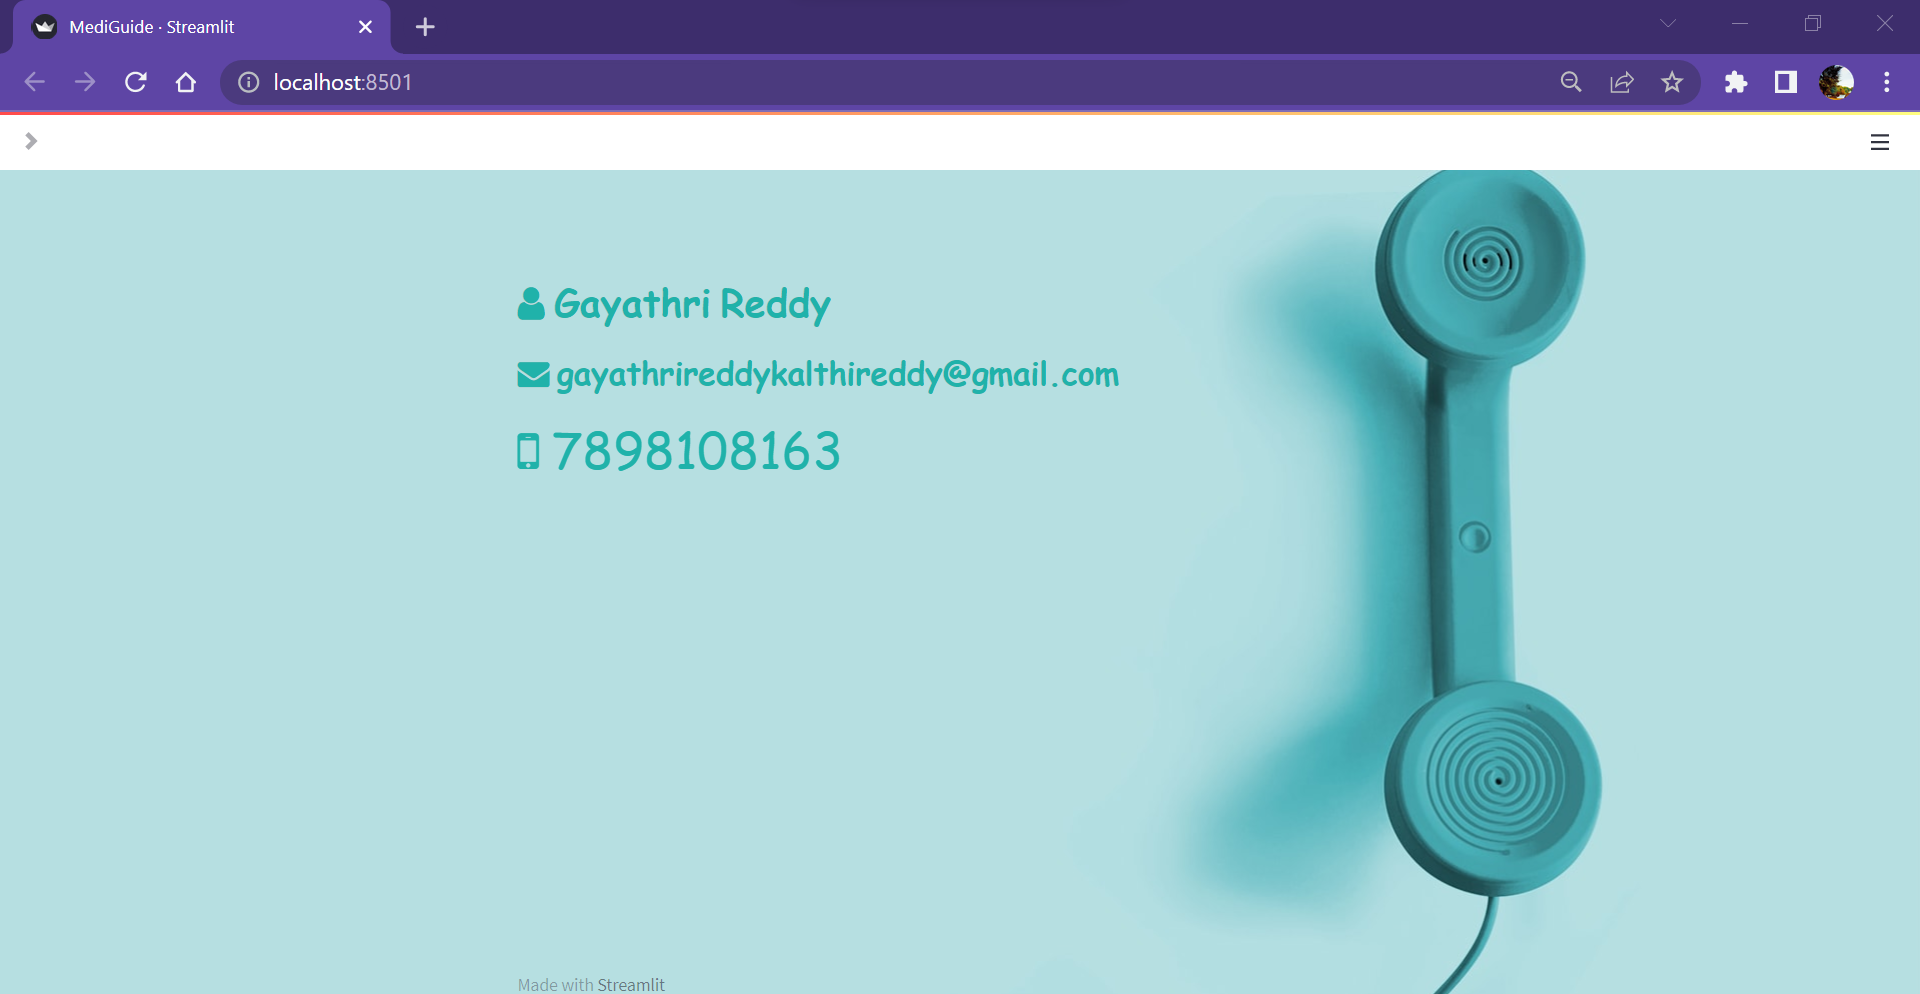 MediGuide · Streamlit
localhost:8501
Gayathri Reddy
gayathrireddykalthireddy@gmail.com
7898108163
Made with Streamlit